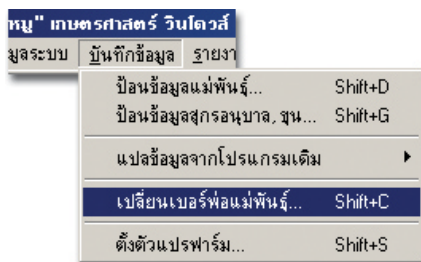 หมู" เกษตรศาสตร์ วินโดวส์
มูลระบบ บันทึกข้อมูล รายงา
ป้อนข้อมูลแม่พันธุ์... Shift+D
ป้อนข้อมูลสุกรอนุบาล, ขุน... Shift+G
แปลข้อมูลจากโปรแกรมเดิม
เปลี่ยนเบอร์พ่อแม่พันธุ์... Shift+C
ตั้งตัวแปรฟาร์ม... Shift+S